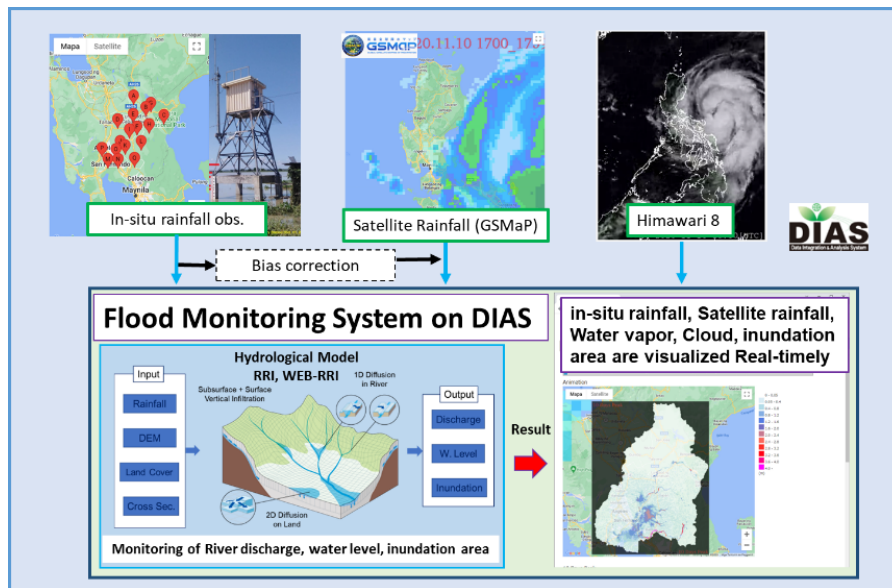 Mapa Satellite
In-situ rainfall obs.
GSMaP
20.11.10 1700_17
Satellite Rainfall (GSMaP)
Himawari 8
DIAS
Data Integration & Analysis System
Bias correction
Flood Monitoring System on DIAS
in-situ rainfall, Satellite rainfall,
Water vapor, Cloud, inundation
area are visualized Real-timely
Hydrological Model
RRI, WEB-RRI
Input
Rainfall
DEM
Land Cover
Cross Sec.
Subsurface + Surface
Vertical Infiltration
1D Diffusion
in River
2D Diffusion
on Land
Output
Discharge
W. Level
Inundation
Monitoring of River discharge, water level, inundation area
Result
Animation
Mapa Satellite
Caloocan
Maynila